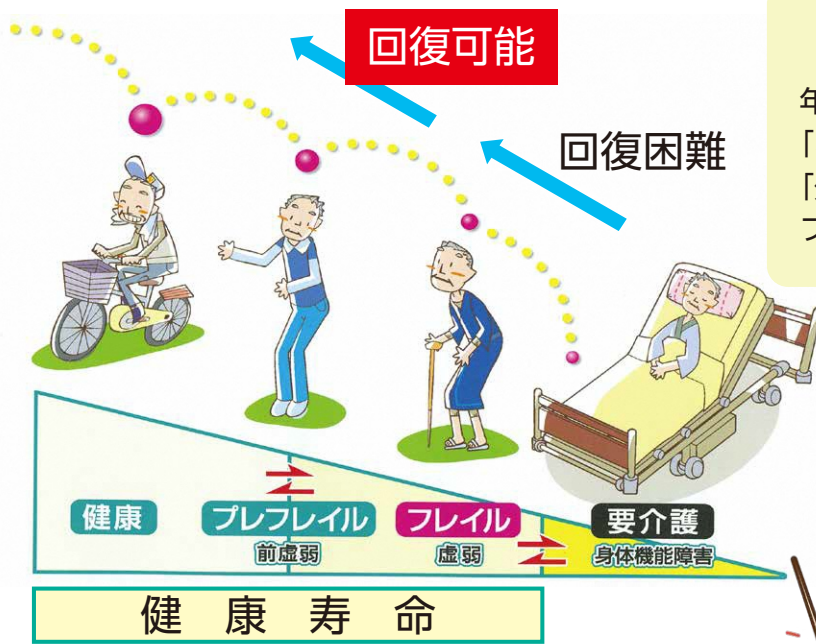 回復可能
回復困難
年
「
「
フ
健康
プレフレイル
前虚弱
フレイル
虚弱
要介護
身体機能障害
健康寿命